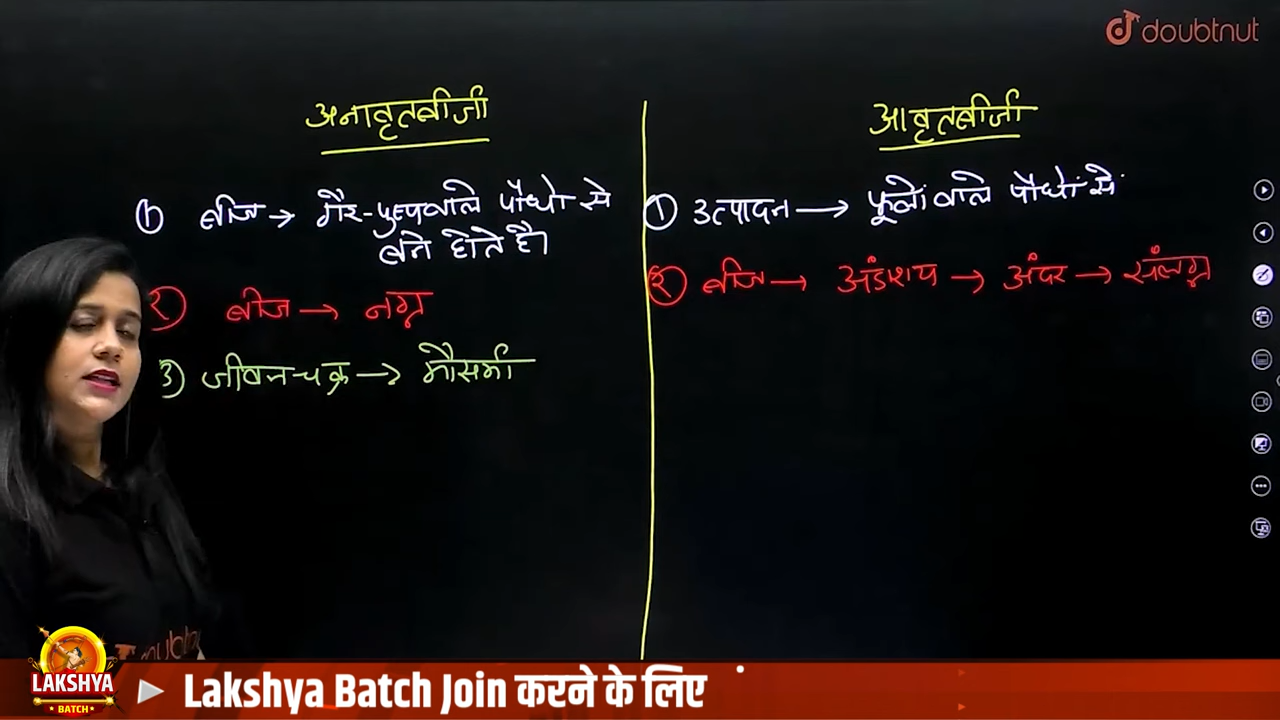 doubtnut
अनावृतबीजी
आवृतबीजी
① बीज → गैर-पुष्पवाले पौधों से
बने होते है।
① उत्पादन → फूलों वाले पौधों से
२) बीज → नग्न
② बीज → अंडाशय → अंदर → संलग्न
3) जीवन-चक्र → मौसमी
LAKSHYA
BATCH
Lakshya Batch Join करने के लिए